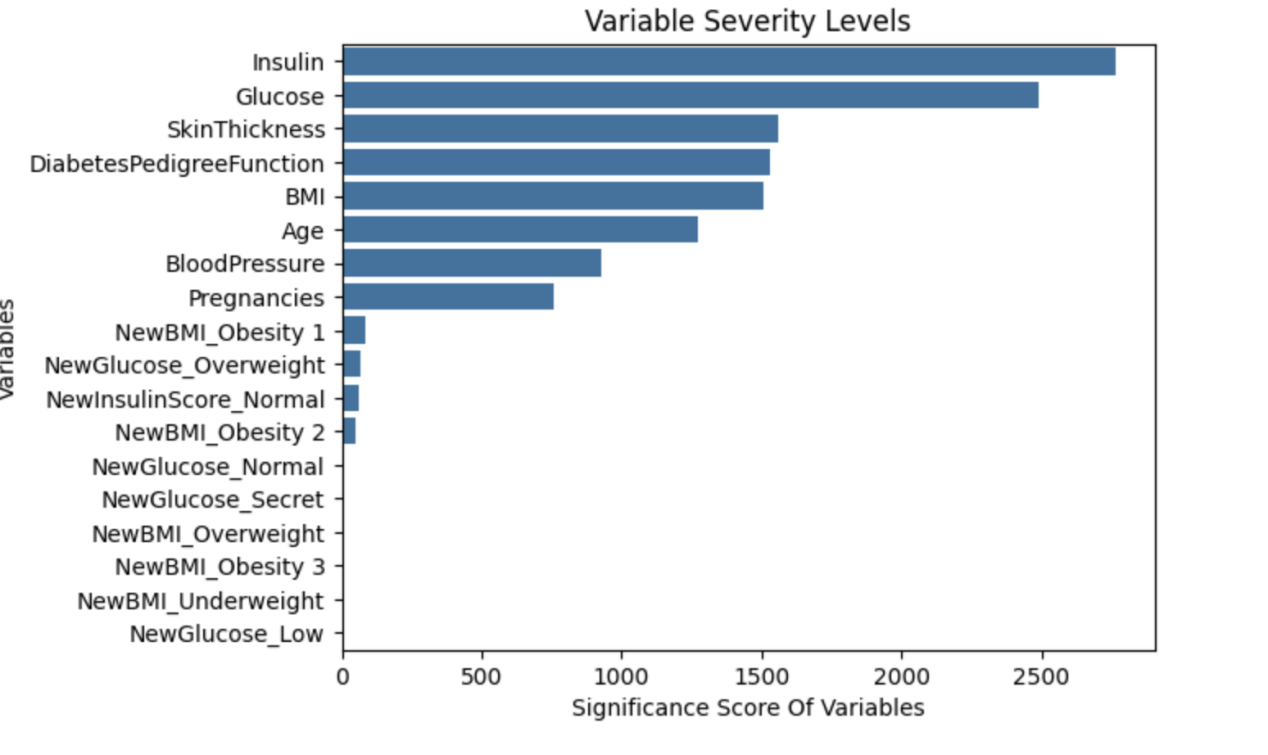 Variable Severity Levels
Insulin
Glucose
SkinThickness
DiabetesPedigreeFunction
BMI
Age
BloodPressure
Pregnancies
NewBMI_Obesity 1
NewGlucose_Overweight
NewInsulinScore_Normal
NewBMI_Obesity 2
NewGlucose_Normal
NewGlucose_Secret
NewBMI_Overweight
NewBMI_Obesity 3
NewBMI_Underweight
NewGlucose_Low
Variables
0 500 1000 1500 2000 2500
Significance Score Of Variables